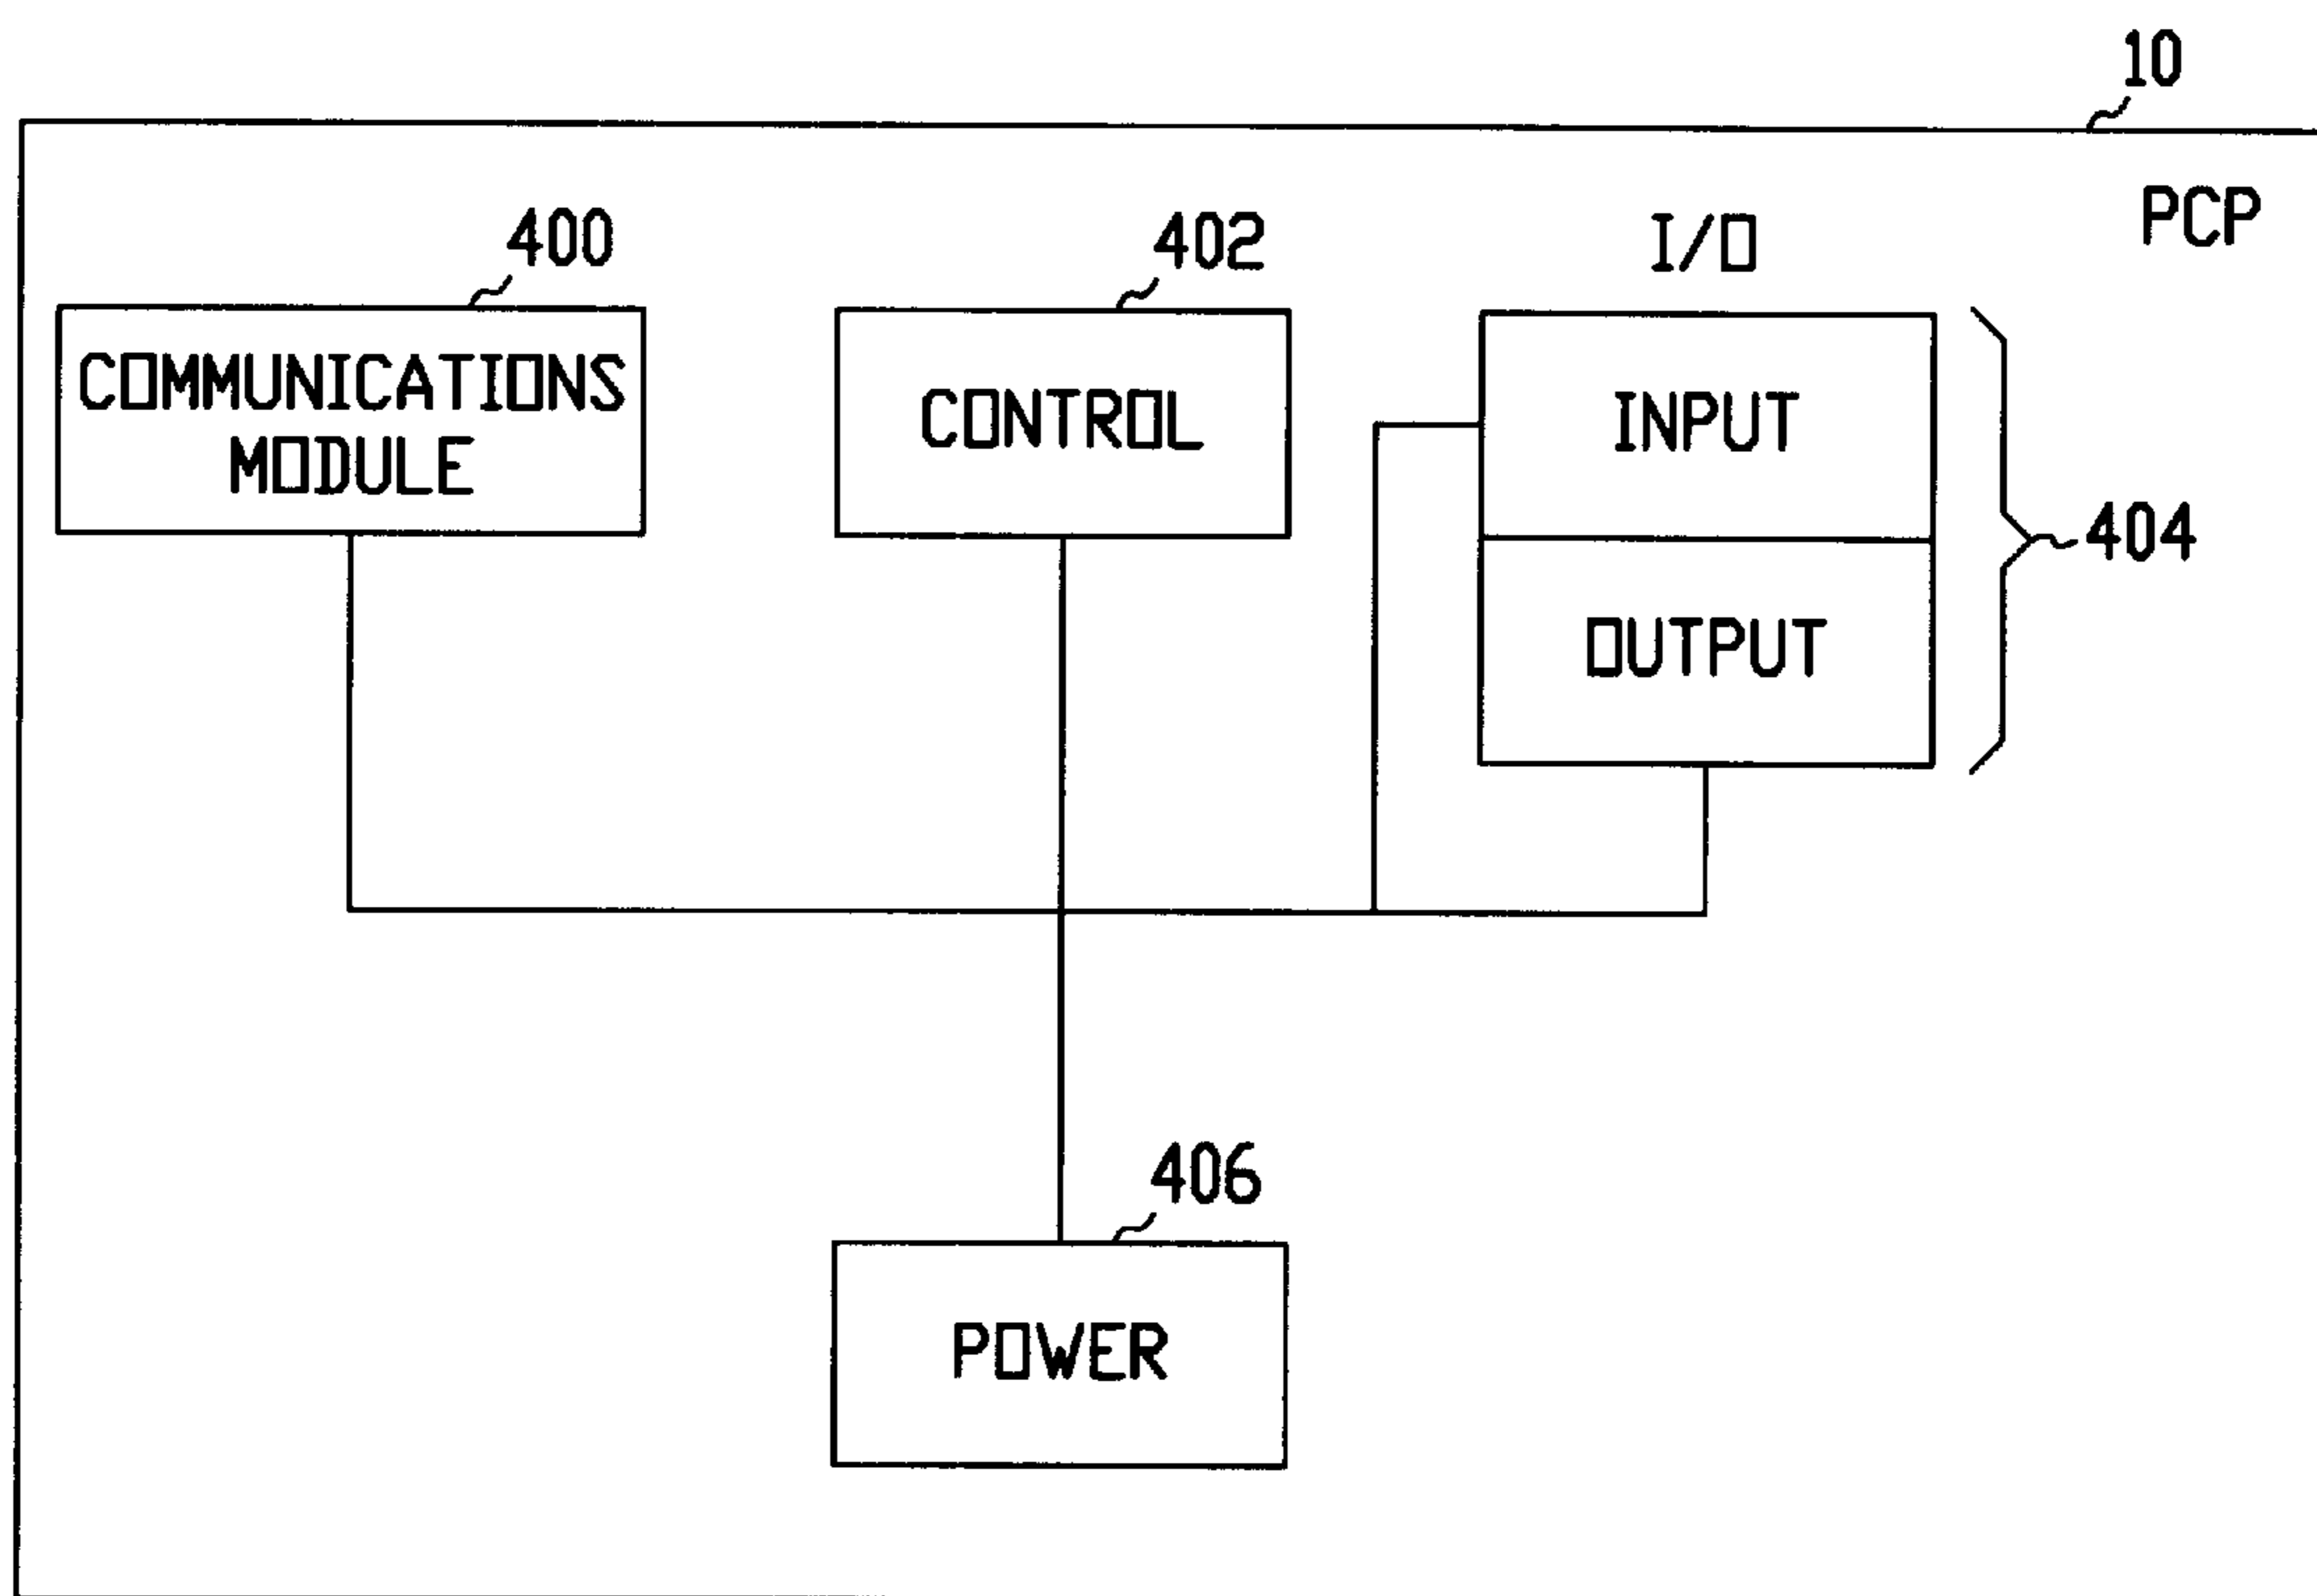 10
PCP
400
402
I/O
COMMUNICATIONS
MODULE
CONTROL
INPUT
404
OUTPUT
406
POWER